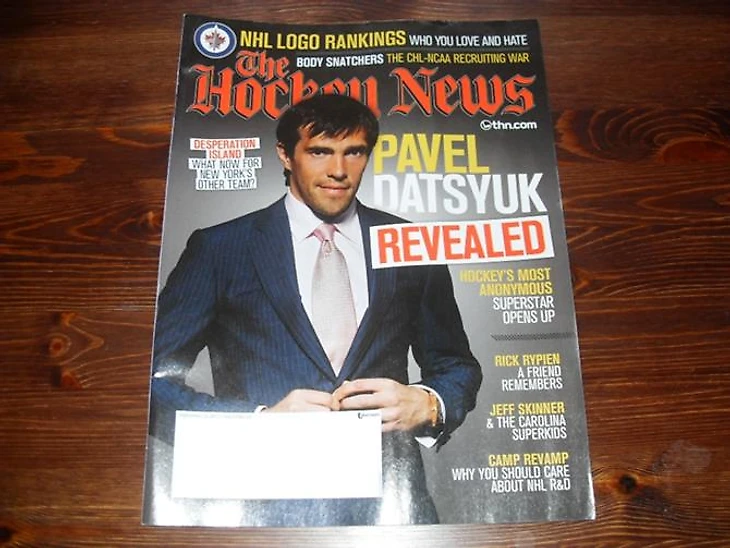 NHL LOGO RANKINGS WHO YOU LOVE AND HATE
BODY SNATCHERS THE CHL-NCAA RECRUITING WAR
The
Hockey News
thn.com
DESPERATION
ISLAND
WHAT NOW FOR
NEW YORK'S
OTHER TEAM?
PAVEL
DATSYUK
REVEALED
HOCKEY'S MOST
ANONYMOUS
SUPERSTAR
OPENS UP
RICK RYPIEN
A FRIEND
REMEMBERS
JEFF SKINNER
& THE CAROLINA
SUPERKIDS
CAMP REVAMP
WHY YOU SHOULD CARE
ABOUT NHL R&D